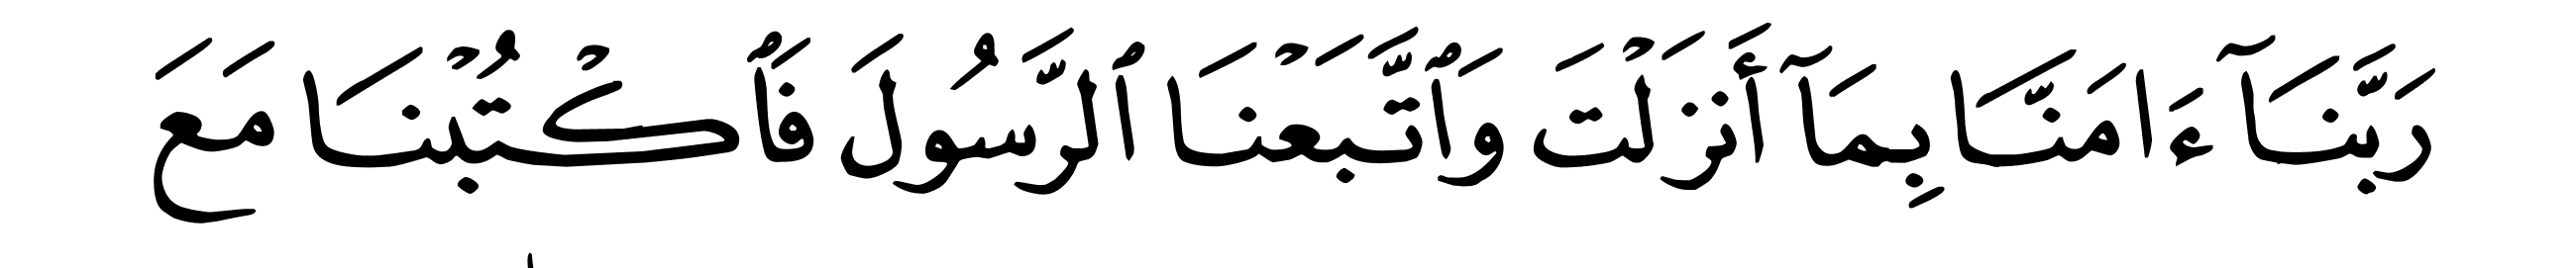 رَبَّنَآ ءَامَنَّا بِمَآ أَنزَلْتَ وَٱتَّبَعْنَا ٱلرَّسُولَ فَٱكْتُبْنَا مَعَ